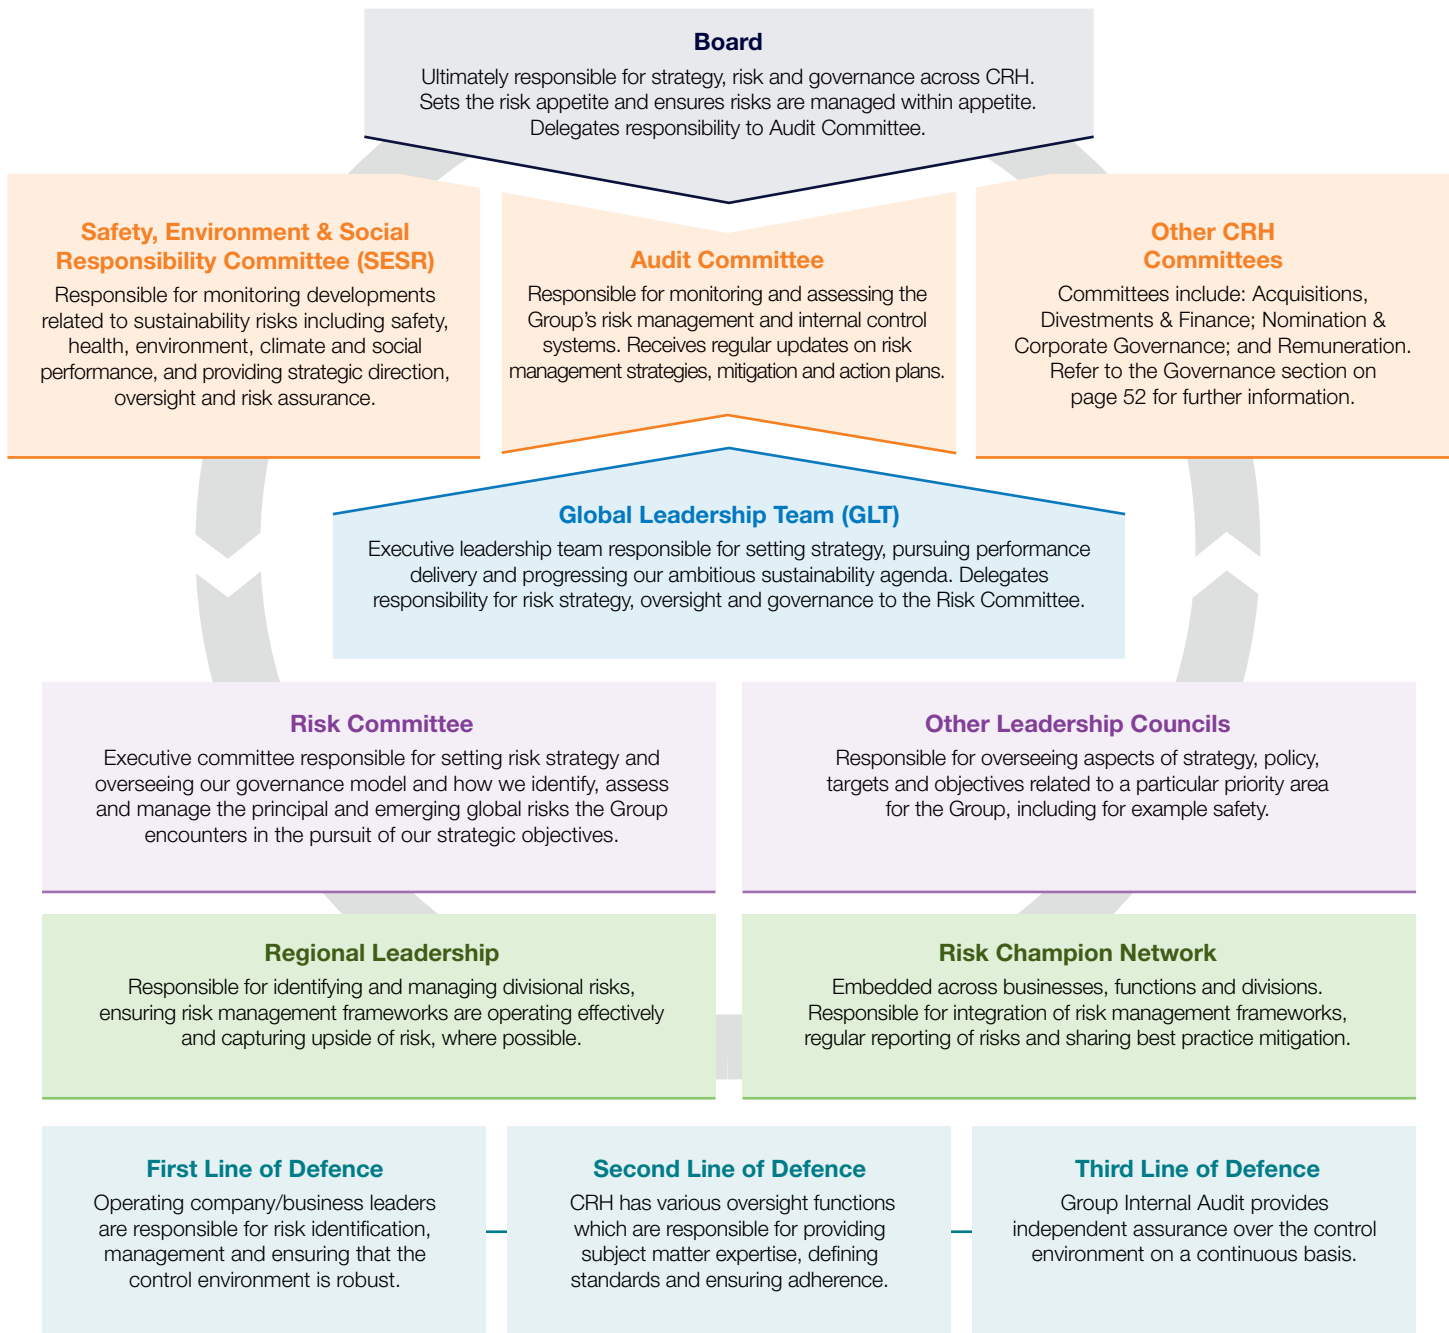 Board
Ultimately responsible for strategy, risk and governance across CRH.
Sets the risk appetite and ensures risks are managed within appetite.
Delegates responsibility to Audit Committee.
Safety, Environment & Social
Responsibility Committee (SESR)
Responsible for monitoring developments
related to sustainability risks including safety,
health, environment, climate and social
performance, and providing strategic direction,
oversight and risk assurance.
Audit Committee
Responsible for monitoring and assessing the
Group's risk management and internal control
systems. Receives regular updates on risk
management strategies, mitigation and action plans.
Other CRH
Committees
Committees include: Acquisitions,
Divestments & Finance; Nomination &
Corporate Governance; and Remuneration.
Refer to the Governance section on
page 52 for further information.
Global Leadership Team (GLT)
Executive leadership team responsible for setting strategy, pursuing performance
delivery and progressing our ambitious sustainability agenda. Delegates
responsibility for risk strategy, oversight and governance to the Risk Committee.
Risk Committee
Executive committee responsible for setting risk strategy and
overseeing our governance model and how we identify, assess
and manage the principal and emerging global risks the Group
encounters in the pursuit of our strategic objectives.
Other Leadership Councils
Responsible for overseeing aspects of strategy, policy,
targets and objectives related to a particular priority area
for the Group, including for example safety.
Regional Leadership
Responsible for identifying and managing divisional risks,
ensuring risk management frameworks are operating effectively
and capturing upside of risk, where possible.
Risk Champion Network
Embedded across businesses, functions and divisions.
Responsible for integration of risk management frameworks,
regular reporting of risks and sharing best practice mitigation.
First Line of Defence
Operating company/business leaders
are responsible for risk identification,
management and ensuring that the
control environment is robust.
Second Line of Defence
CRH has various oversight functions
which are responsible for providing
subject matter expertise, defining
standards and ensuring adherence.
Third Line of Defence
Group Internal Audit provides
independent assurance over the control
environment on a continuous basis.